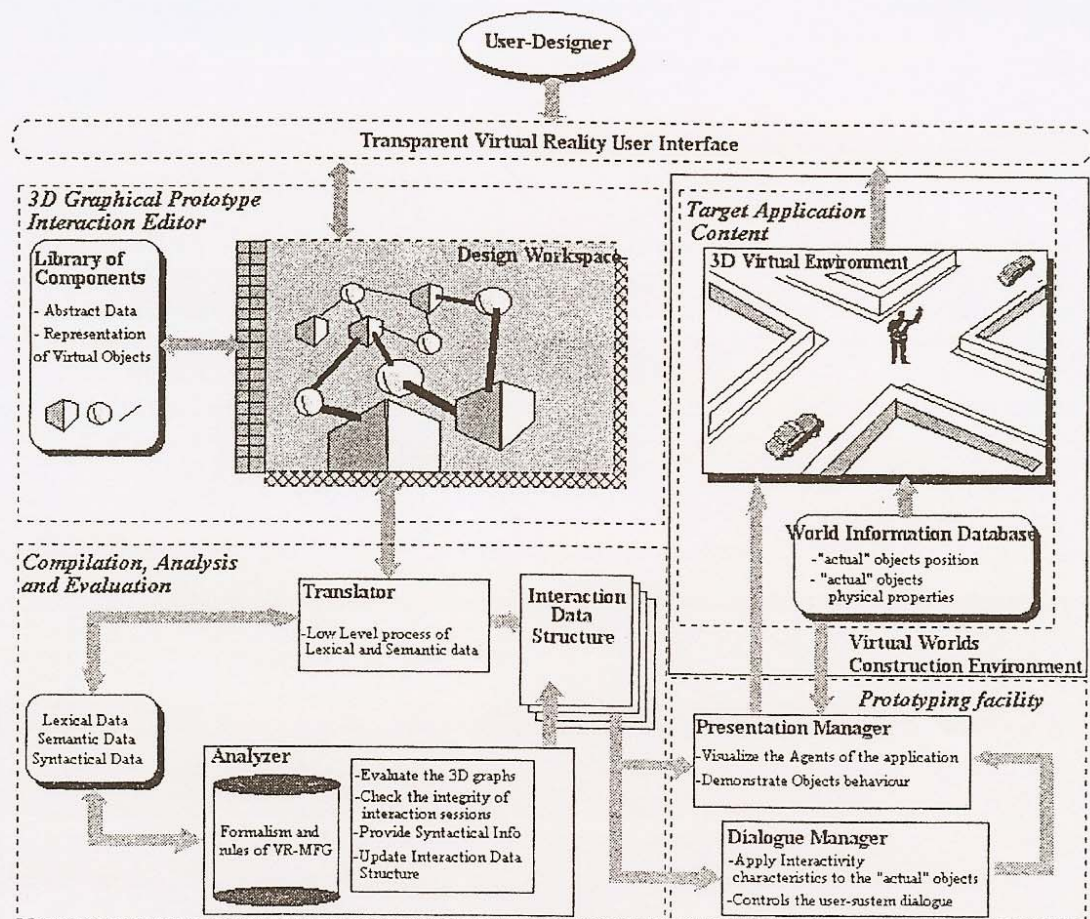 User-Designer
Transparent Virtual Reality User Interface
3D Graphical Prototype
Interaction Editor
Library of
Components
- Abstract Data
- Representation
of Virtual Objects
Design Workspace
Target Application
Content
3D Virtual Environment
World Information Database
-"actual" objects position
- "actual" objects
physical properties
Virtual Worlds
Construction Environment
Compilation, Analysis
and Evaluation
Translator
-Low Level process of
Lexical and Semantic data
Interaction
Data
Structure
Lexical Data
Semantic Data
Syntactical Data
Analyzer
Formalism and
rules of VR-MFG
-Evaluate the 3D graphs
-Check the integrity of
interaction sessions
-Provide Syntactical Info
-Update Interaction Data
Structure
Prototyping facility
Presentation Manager
-Visualize the Agents of the application
-Demonstrate Objects behaviour
Dialogue Manager
-Apply Interactivity
characteristics to the "actual" objects
-Controls the user-sustem dialogue